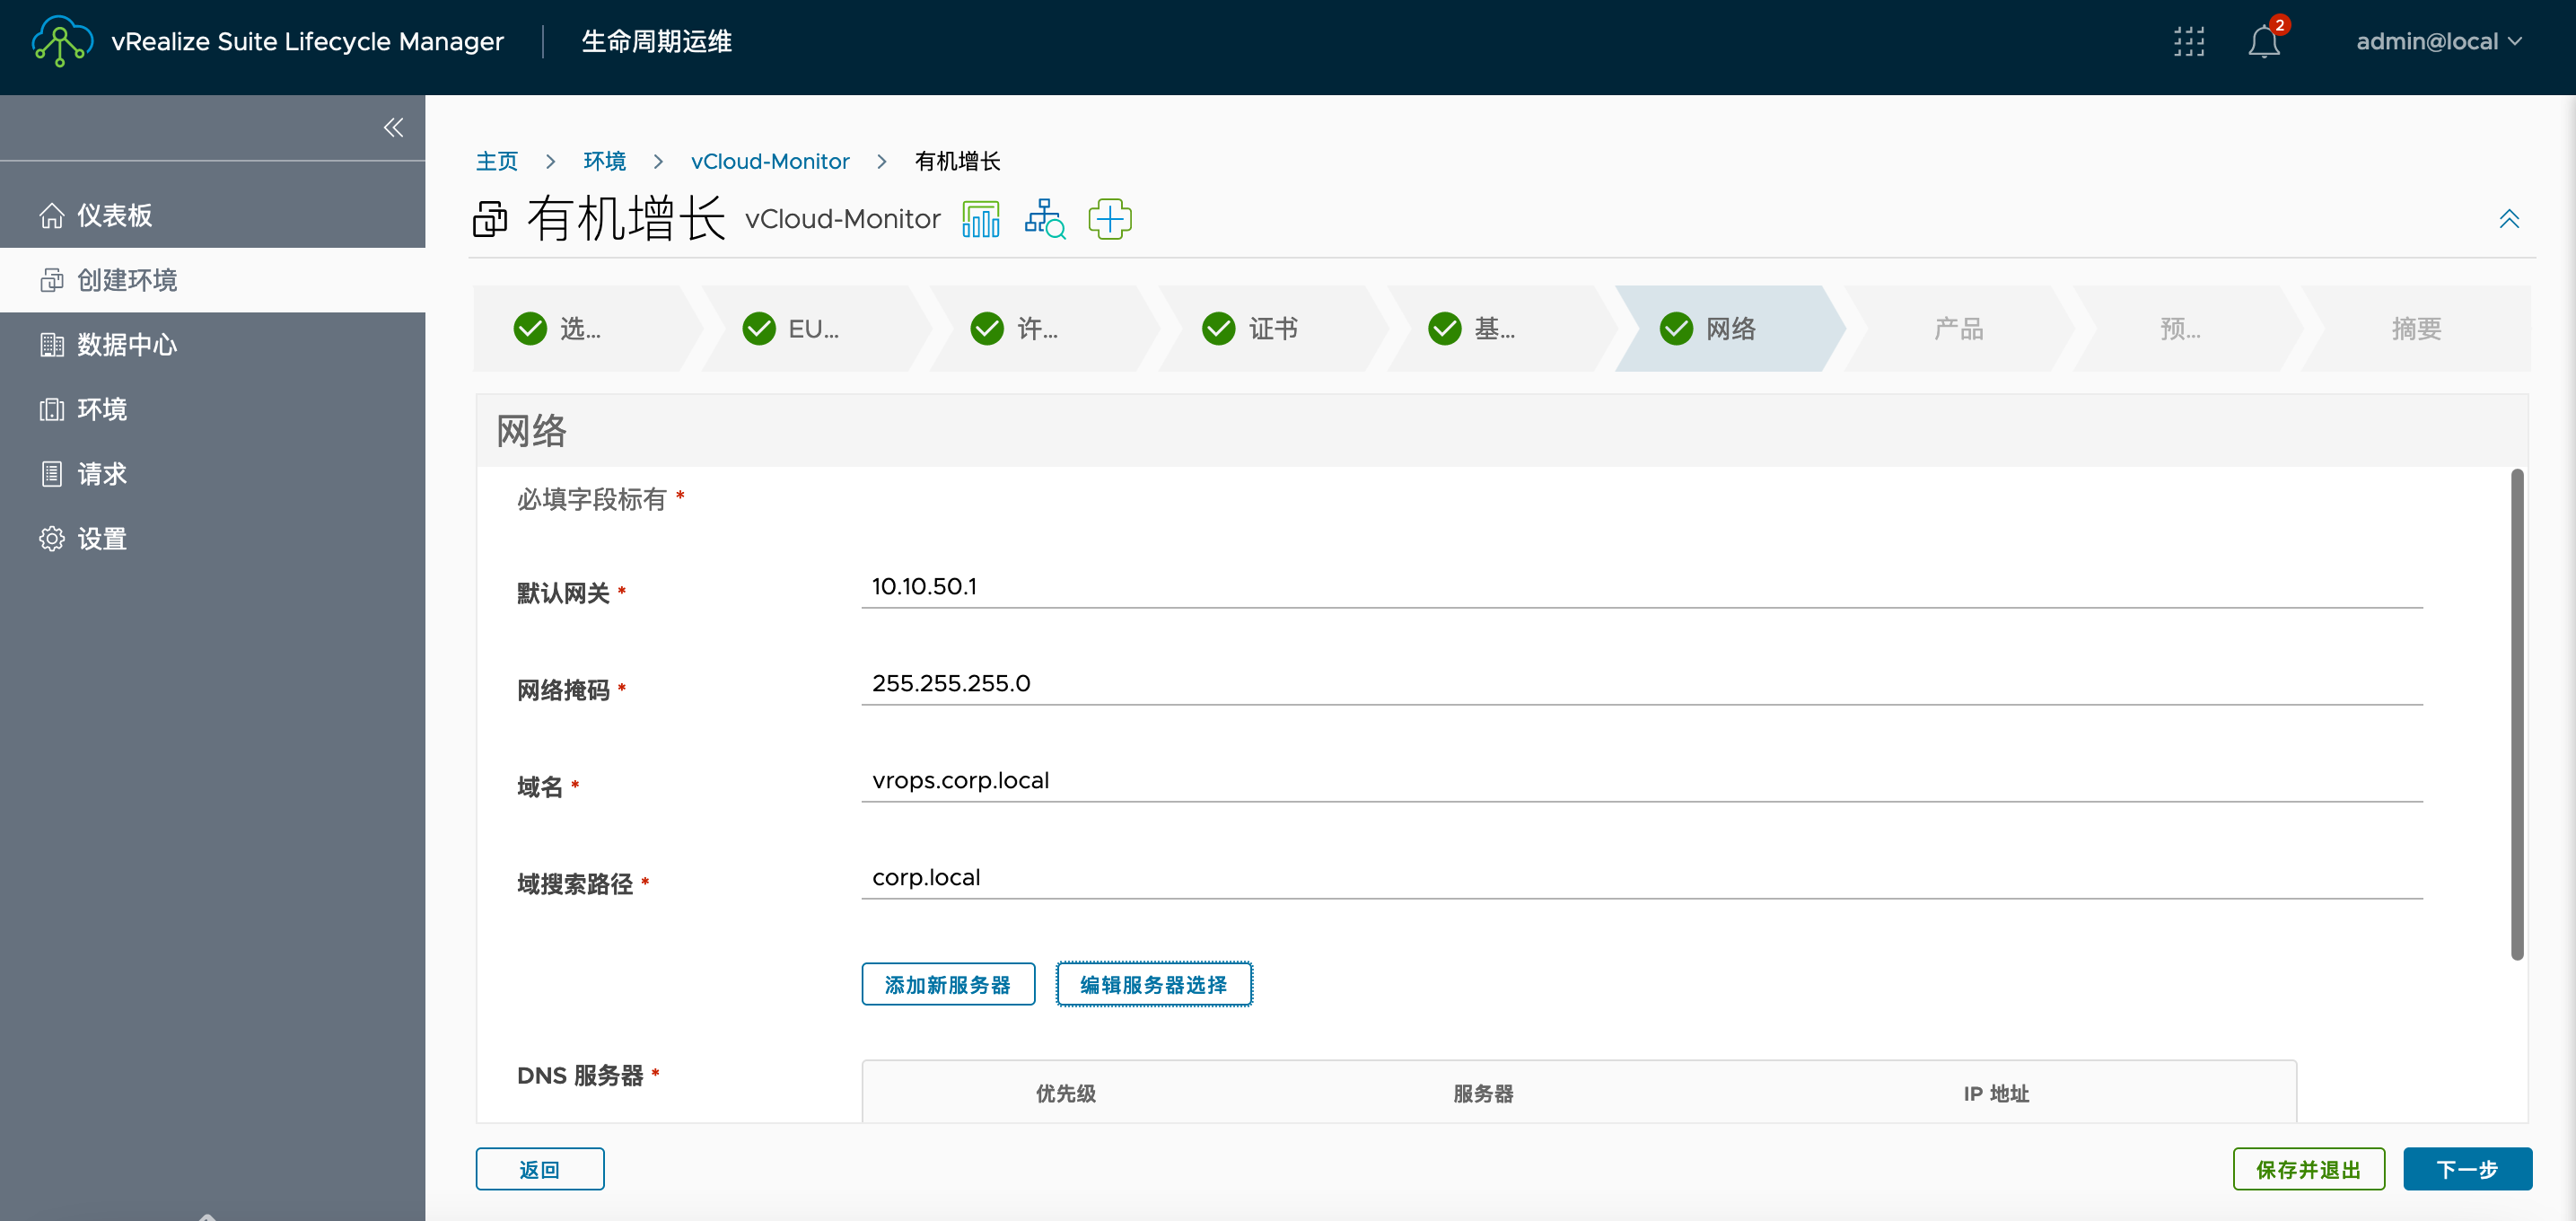 vRealize Suite Lifecycle Manager
生命周期运维
2
admin@local
仪表板
创建环境
数据中心
环境
请求
设置
主页 > 环境 > vCloud-Monitor > 有机增长
有机增长 vCloud-Monitor
选...
EU...
许...
证书
基...
网络
产品
预...
摘要
网络
必填字段标有 *
默认网关 *
10.10.50.1
网络掩码 *
255.255.255.0
域名 *
vrops.corp.local
域搜索路径 *
corp.local
添加新服务器
编辑服务器选择
DNS 服务器 *
优先级
服务器
IP 地址
返回
保存并退出
下一步